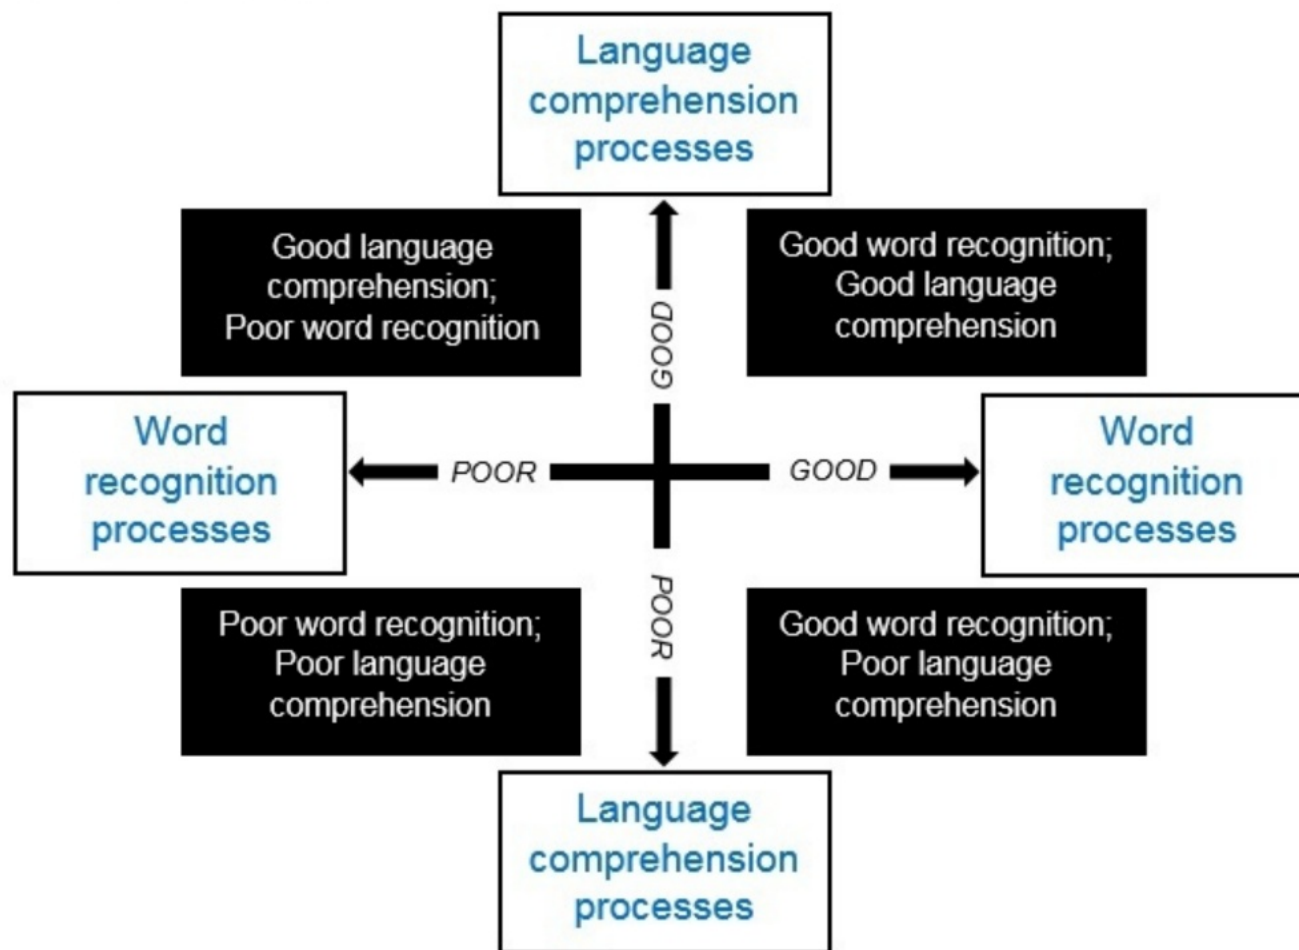 Language
comprehension
processes
Good language
comprehension;
Poor word recognition
Good word recognition;
Good language
comprehension
GOOD
Word
recognition
processes
POOR
GOOD
Word
recognition
processes
POOR
Poor word recognition;
Poor language
comprehension
Good word recognition;
Poor language
comprehension
Language
comprehension
processes